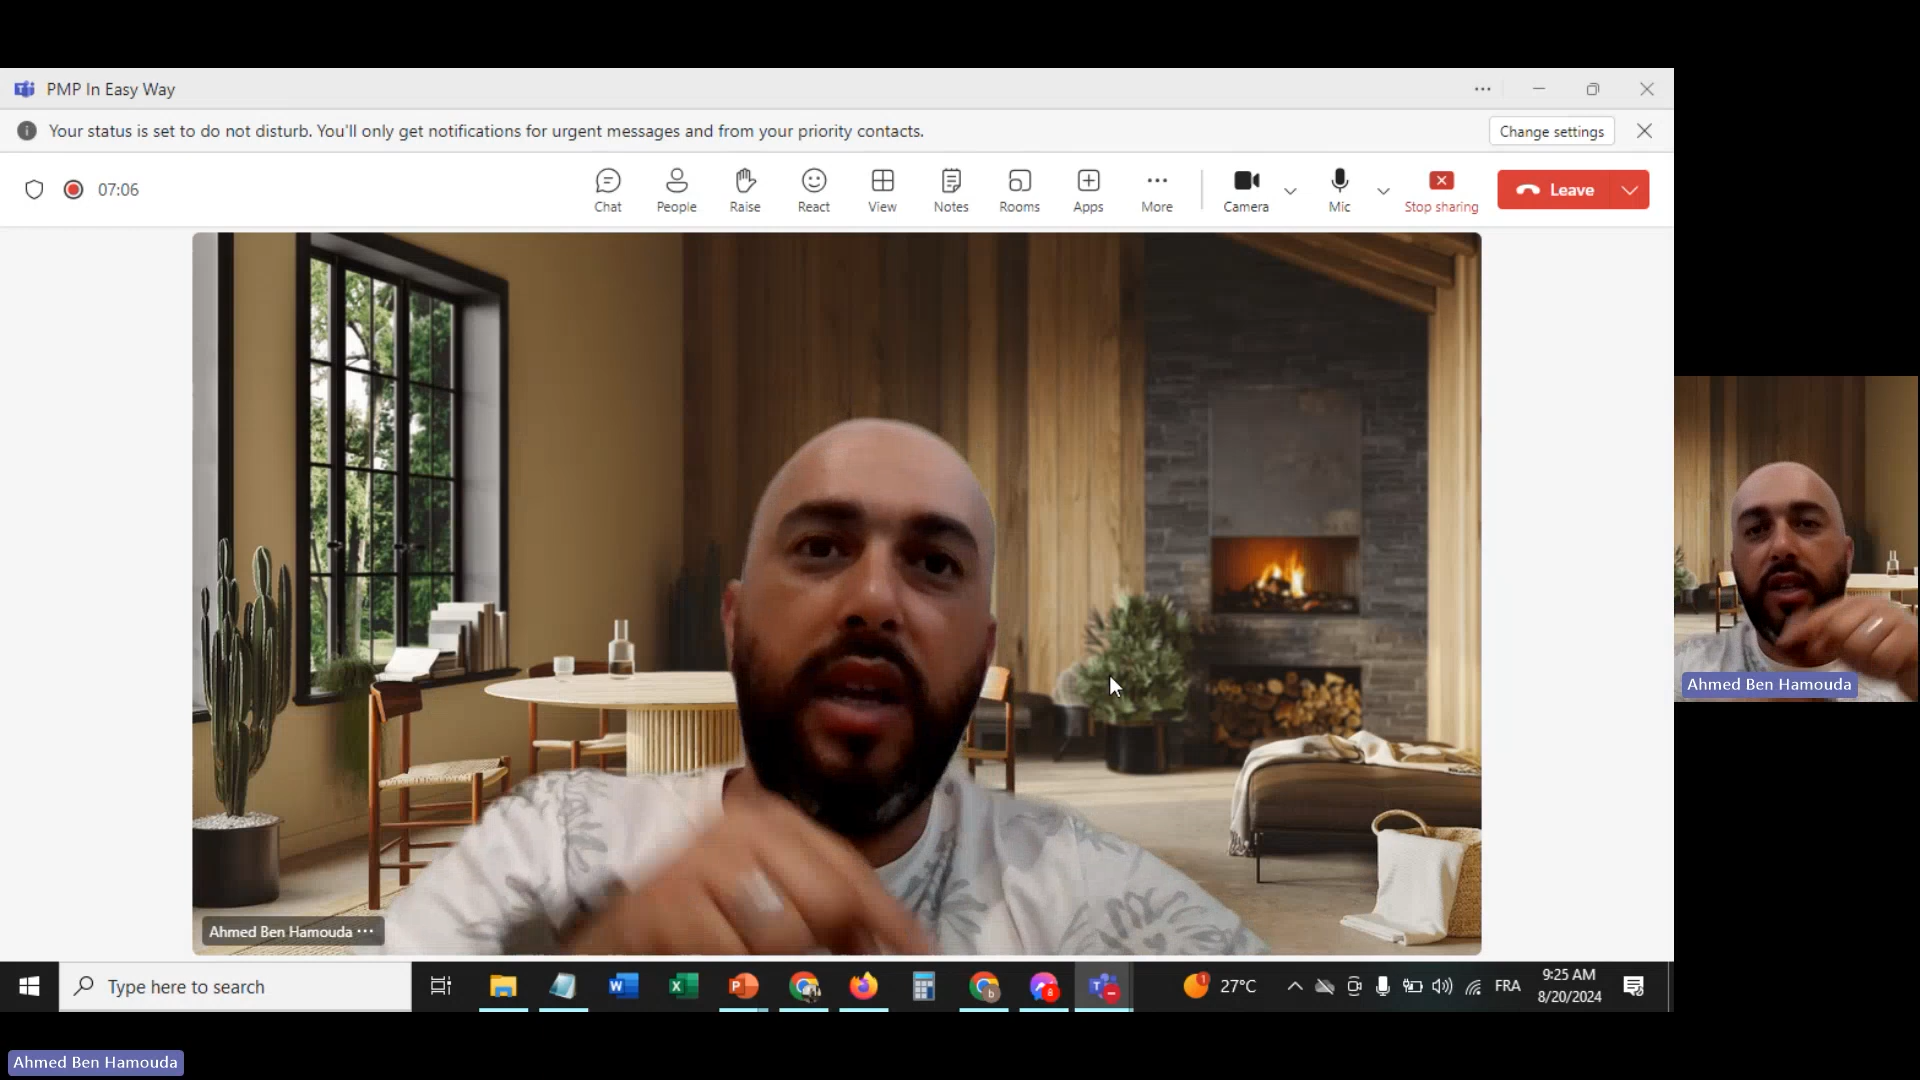 PMP In Easy Way
Your status is set to do not disturb. You'll only get notifications for urgent messages and from your priority contacts.
Change settings
07:06
Chat
People
Raise
React
View
Notes
Rooms
Apps
More
Camera
Mic
Stop sharing
Leave
Ahmed Ben Hamouda
Ahmed Ben Hamouda
Type here to search
27°C
FRA
9:25 AM
8/20/2024
Ahmed Ben Hamouda